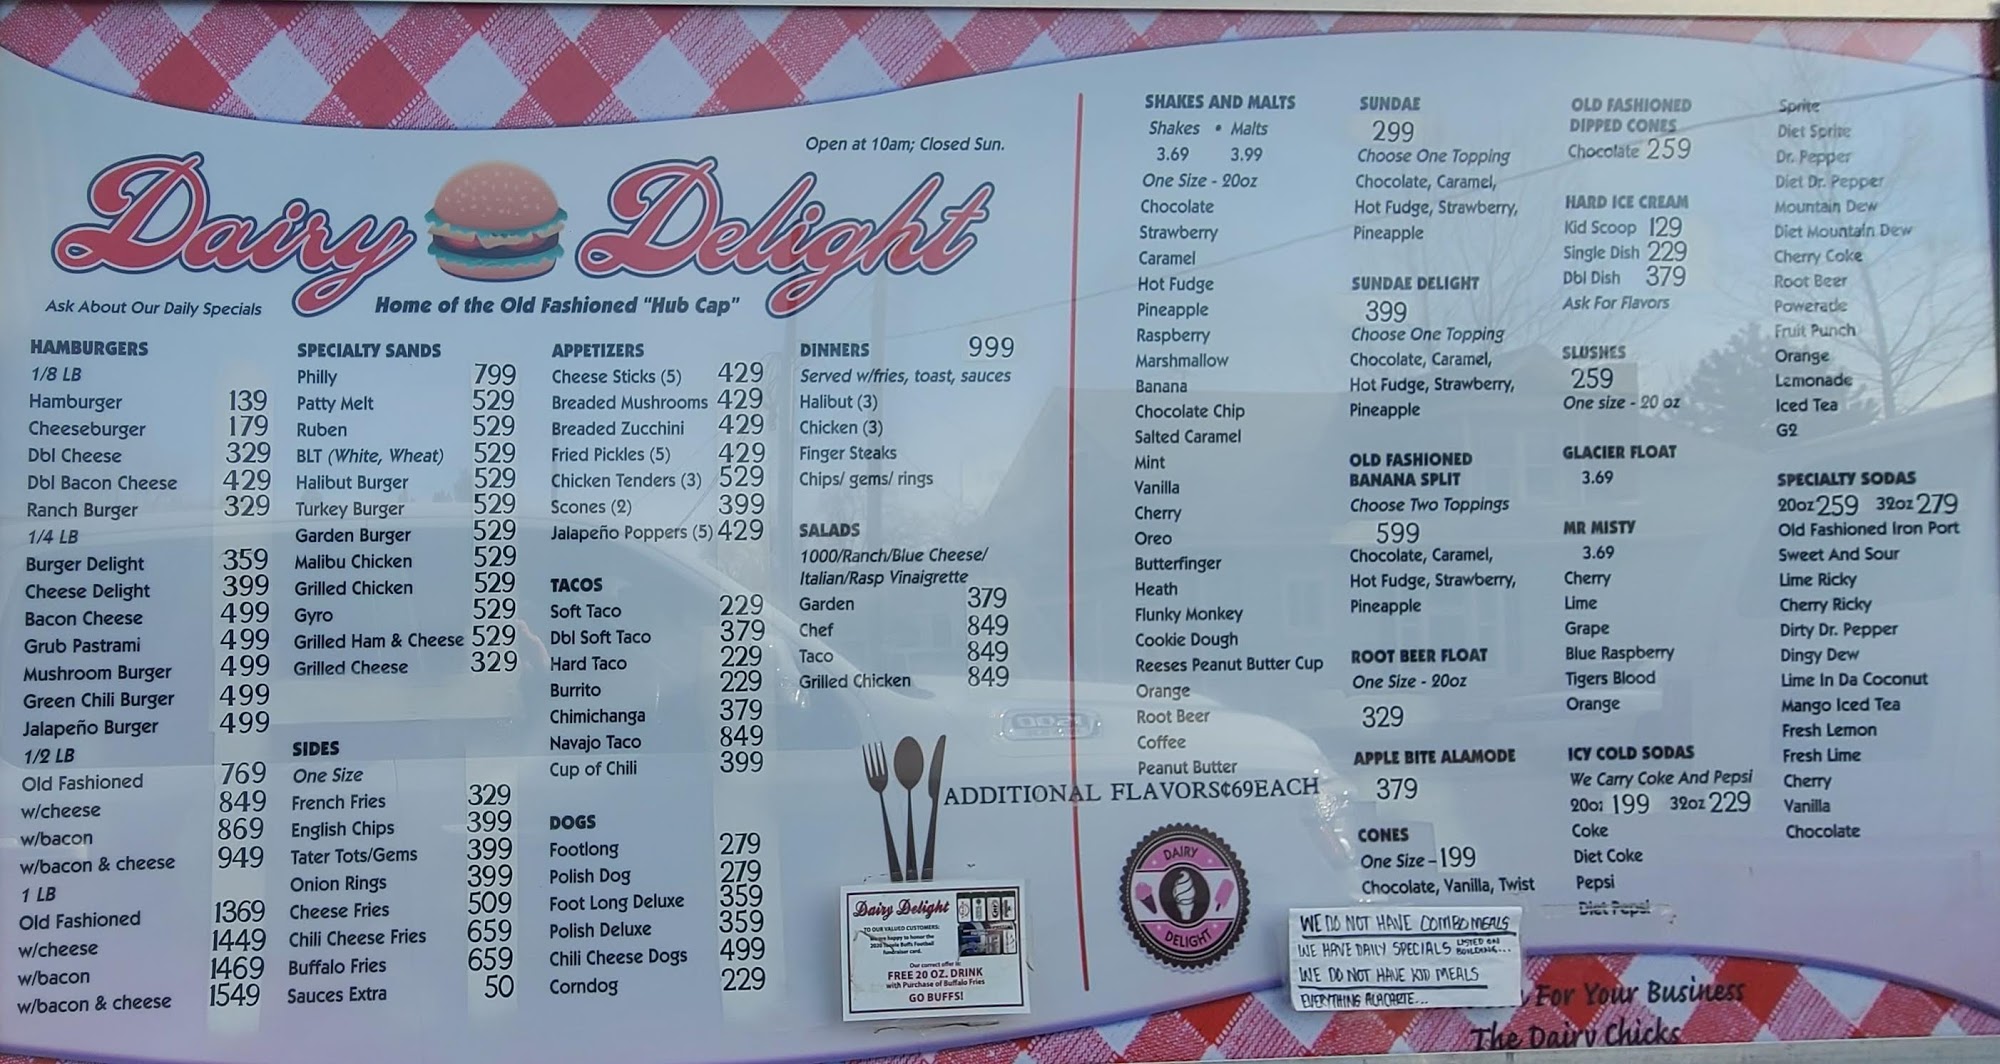 Open at 10am; Closed Sun.
Dairy Delight
Ask About Our Daily Specials
Home of the Old Fashioned "Hub Cap"
HAMBURGERS
1/8 LB
Hamburger 139
Cheeseburger 179
Dbl Cheese 329
Dbl Bacon Cheese 429
Ranch Burger 329
1/4 LB
Burger Delight 359
Cheese Delight 399
Bacon Cheese 499
Grub Pastrami 499
Mushroom Burger 499
Green Chili Burger 499
Jalapeño Burger 499
1/2 LB
Old Fashioned 769
w/cheese 849
w/bacon 869
w/bacon & cheese 949
1 LB
Old Fashioned 1369
w/cheese 1449
w/bacon 1469
w/bacon & cheese 1549
SPECIALTY SANDS
Philly 799
Patty Melt 529
Ruben 529
BLT (White, Wheat) 529
Halibut Burger 529
Turkey Burger 529
Garden Burger 529
Malibu Chicken 529
Grilled Chicken 529
Gyro 529
Grilled Ham & Cheese 529
Grilled Cheese 329
SIDES
One Size
French Fries 329
English Chips 399
Tater Tots/Gems 399
Onion Rings 399
Cheese Fries 509
Chili Cheese Fries 659
Buffalo Fries 659
Sauces Extra 50
APPETIZERS
Cheese Sticks (5) 429
Breaded Mushrooms 429
Breaded Zucchini 429
Fried Pickles (5) 429
Chicken Tenders (3) 529
Scones (2) 399
Jalapeño Poppers (5) 429
TACOS
Soft Taco 229
Dbl Soft Taco 379
Hard Taco 229
Burrito 229
Chimichanga 379
Navajo Taco 849
Cup of Chili 399
DOGS
Footlong 279
Polish Dog 279
Foot Long Deluxe 359
Polish Deluxe 359
Chili Cheese Dogs 499
Corndog 229
DINNERS 999
Served w/fries, toast, sauces
Halibut (3)
Chicken (3)
Finger Steaks
Chips/ gems/ rings
SALADS
1000/Ranch/Blue Cheese/
Italian/Rasp Vinaigrette
Garden 379
Chef 849
Taco 849
Grilled Chicken 849
Dairy Delight
TO OUR VALUED CUSTOMERS:
We are happy to honor the
2020 Buffs Football
fundraiser card.
Our correct offer is:
FREE 20 OZ. DRINK
with Purchase of Buffalo Fries
GO BUFFS!
SHAKES AND MALTS
Shakes • Malts
3.69 3.99
One Size - 20oz
Chocolate
Strawberry
Caramel
Hot Fudge
Pineapple
Raspberry
Marshmallow
Banana
Chocolate Chip
Salted Caramel
Mint
Vanilla
Cherry
Oreo
Butterfinger
Heath
Flunky Monkey
Cookie Dough
Reeses Peanut Butter Cup
Orange
Root Beer
Coffee
Peanut Butter
ADDITIONAL FLAVORS¢69EACH
DAIRY
DELIGHT
SUNDAE
299
Choose One Topping
Chocolate, Caramel,
Hot Fudge, Strawberry,
Pineapple
SUNDAE DELIGHT
399
Choose One Topping
Chocolate, Caramel,
Hot Fudge, Strawberry,
Pineapple
OLD FASHIONED
BANANA SPLIT
Choose Two Toppings
599
Chocolate, Caramel,
Hot Fudge, Strawberry,
Pineapple
ROOT BEER FLOAT
One Size - 20oz
329
APPLE BITE ALAMODE
379
CONES
One Size - 199
Chocolate, Vanilla, Twist
OLD FASHIONED
DIPPED CONES
Chocolate 259
HARD ICE CREAM
Kid Scoop 129
Single Dish 229
Dbl Dish 379
Ask For Flavors
SLUSHES
259
One size - 20 oz
GLACIER FLOAT
3.69
MR MISTY
3.69
Cherry
Lime
Grape
Blue Raspberry
Tigers Blood
Orange
ICY COLD SODAS
We Carry Coke And Pepsi
20oz 199 32oz 229
Coke
Diet Coke
Pepsi
Diet Pepsi
Sprite
Diet Sprite
Dr. Pepper
Diet Dr. Pepper
Mountain Dew
Diet Mountain Dew
Cherry Coke
Root Beer
Powerade
Fruit Punch
Orange
Lemonade
Iced Tea
G2
SPECIALTY SODAS
20oz 259 32oz 279
Old Fashioned Iron Port
Sweet And Sour
Lime Ricky
Cherry Ricky
Dirty Dr. Pepper
Dingy Dew
Lime In Da Coconut
Mango Iced Tea
Fresh Lemon
Fresh Lime
Cherry
Vanilla
Chocolate
WE DO NOT HAVE COMBO MEALS
WE HAVE DAILY SPECIALS LISTED ON BUILDING...
WE DO NOT HAVE KID MEALS
EVERYTHING ALACARTE...
For Your Business
The Dairy Chicks